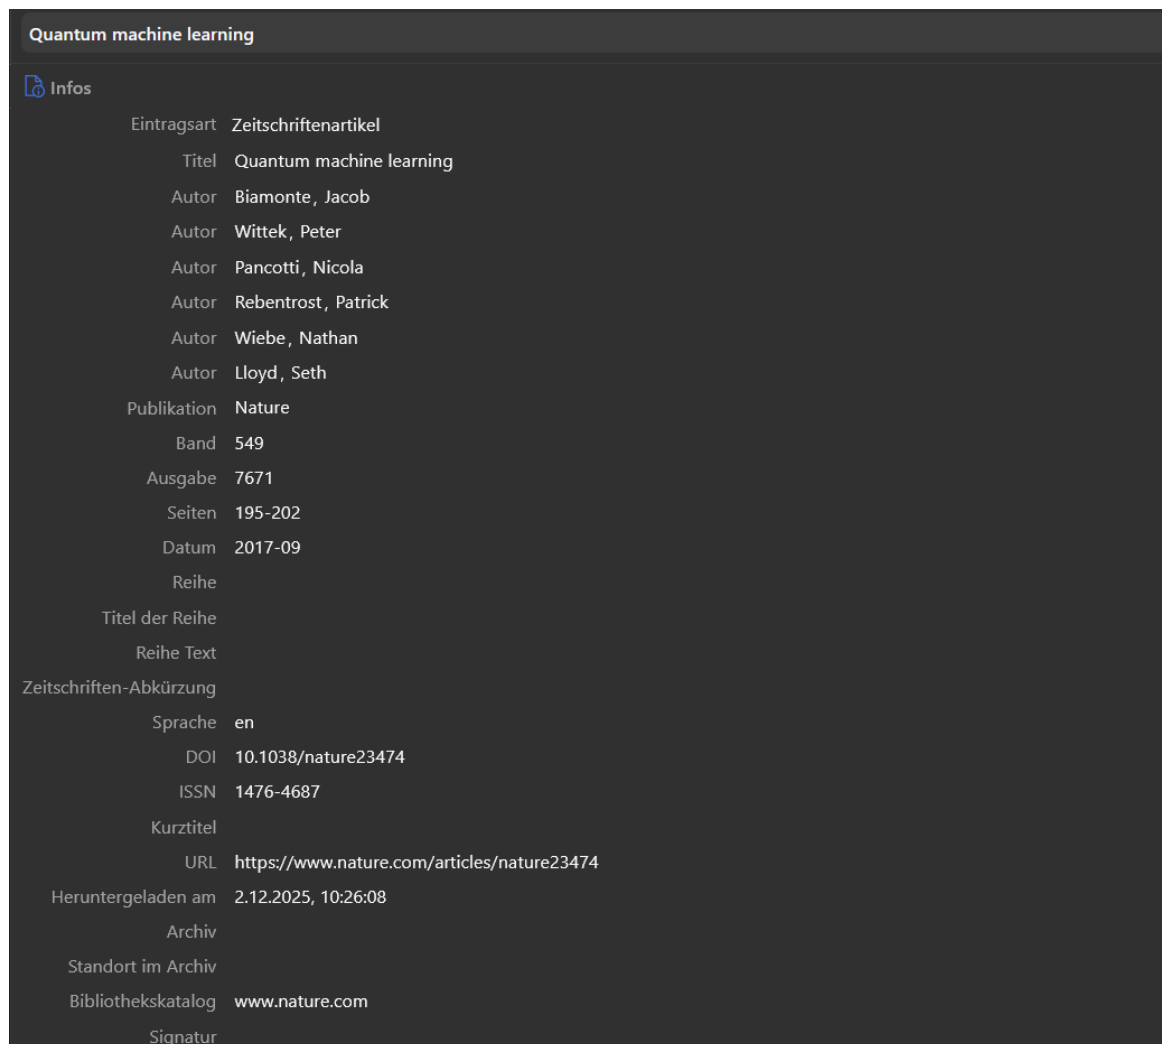 Quantum machine learning
Infos
Eintragsart Zeitschriftenartikel
Titel Quantum machine learning
Autor Biamonte, Jacob
Autor Wittek, Peter
Autor Pancotti, Nicola
Autor Rebentrost, Patrick
Autor Wiebe, Nathan
Autor Lloyd, Seth
Publikation Nature
Band 549
Ausgabe 7671
Seiten 195-202
Datum 2017-09
Reihe
Titel der Reihe
Reihe Text
Zeitschriften-Abkürzung
Sprache en
DOI 10.1038/nature23474
ISSN 1476-4687
Kurztitel
URL https://www.nature.com/articles/nature23474
Heruntergeladen am 2.12.2025, 10:26:08
Archiv
Standort im Archiv
Bibliothekskatalog www.nature.com
Signatur